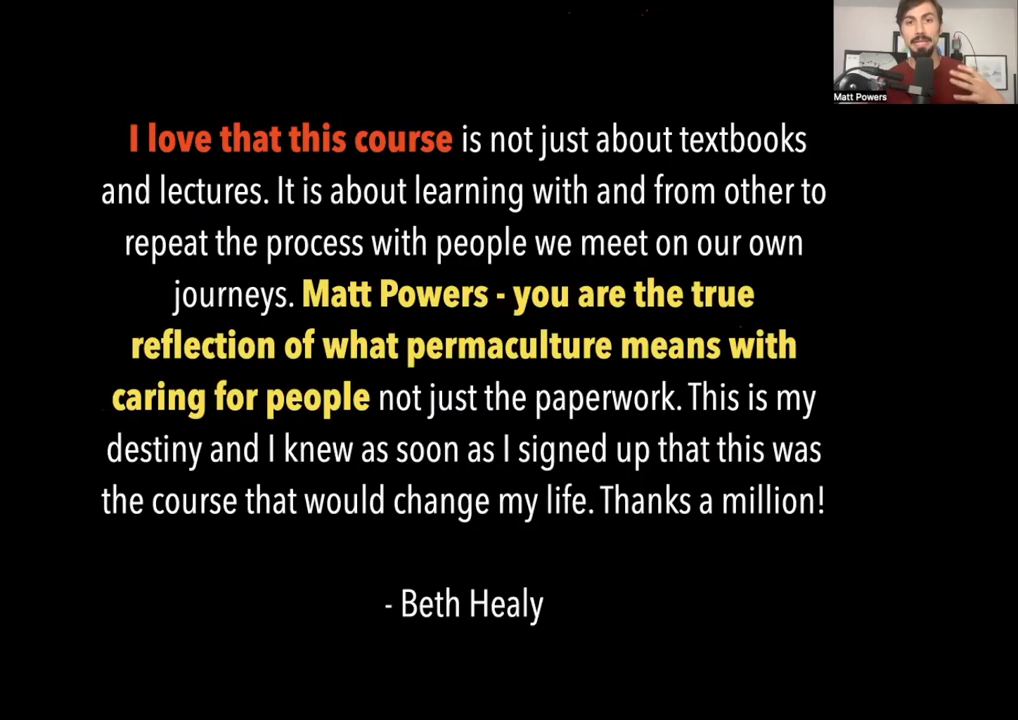 Matt Powers
I love that this course is not just about textbooks
and lectures. It is about learning with and from other to
repeat the process with people we meet on our own
journeys. Matt Powers - you are the true
reflection of what permaculture means with
caring for people not just the paperwork. This is my
destiny and I knew as soon as I signed up that this was
the course that would change my life. Thanks a million!
- Beth Healy